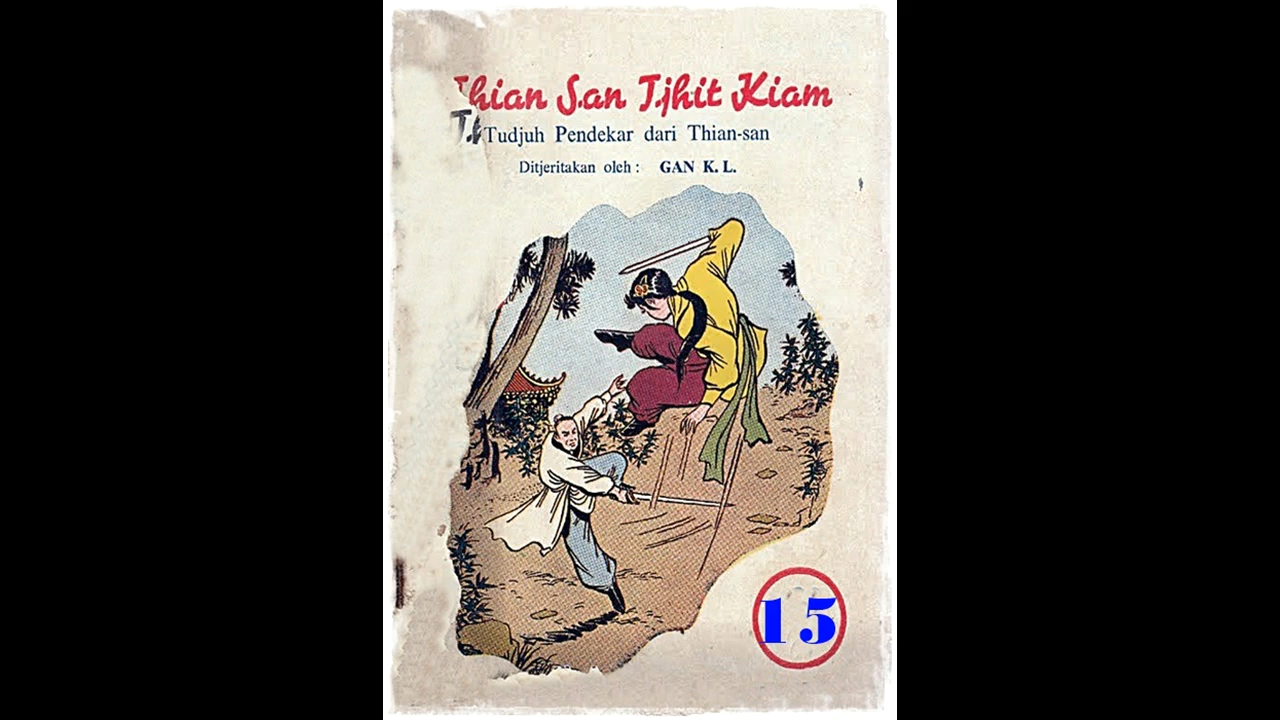 Thian San Tjhit Kiam
Tudjuh Pendekar dari Thian-san
Ditjeritakan oleh : GAN K. L.
15